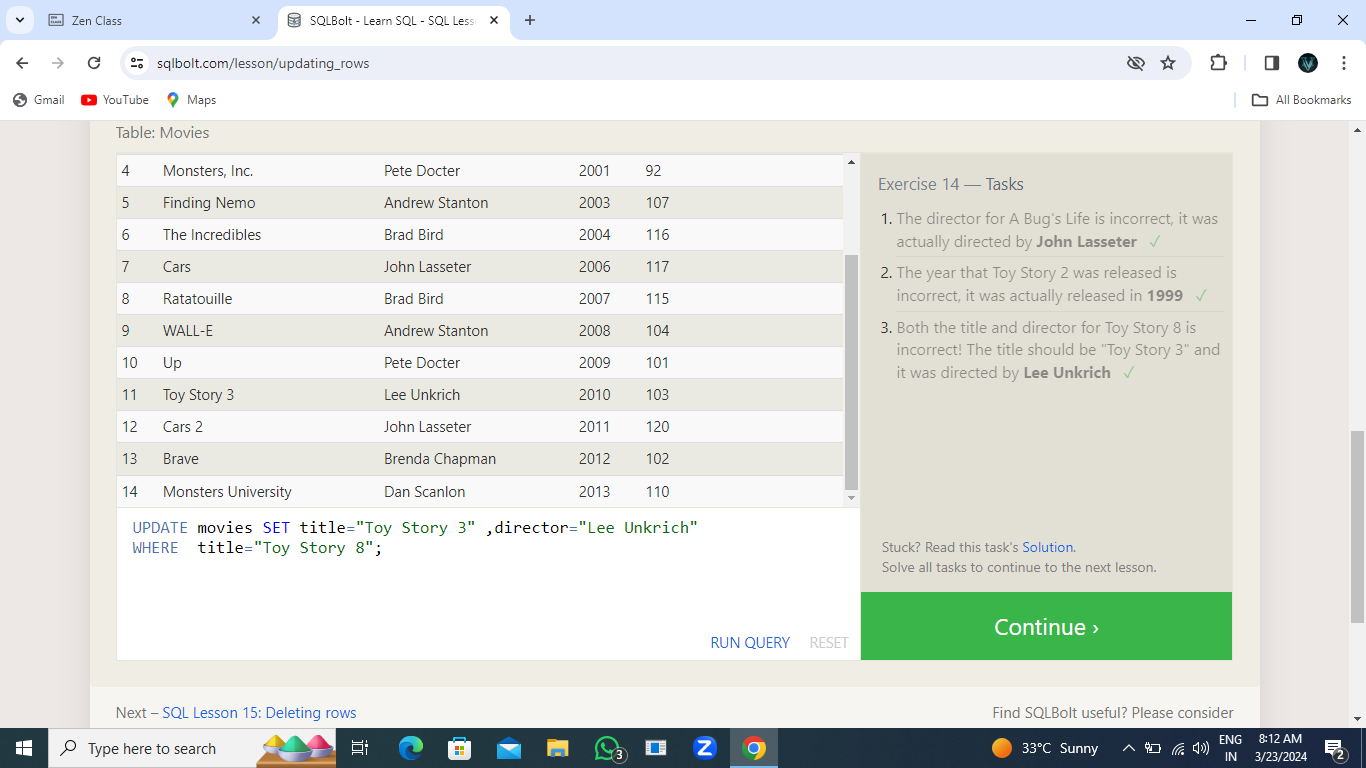 Zen Class
SQLBolt - Learn SQL - SQL Less
sqlbolt.com/lesson/updating_rows
Gmail YouTube Maps All Bookmarks
Table: Movies
4 Monsters, Inc. Pete Docter 2001 92
5 Finding Nemo Andrew Stanton 2003 107
6 The Incredibles Brad Bird 2004 116
7 Cars John Lasseter 2006 117
8 Ratatouille Brad Bird 2007 115
9 WALL-E Andrew Stanton 2008 104
10 Up Pete Docter 2009 101
11 Toy Story 3 Lee Unkrich 2010 103
12 Cars 2 John Lasseter 2011 120
13 Brave Brenda Chapman 2012 102
14 Monsters University Dan Scanlon 2013 110
UPDATE movies SET title="Toy Story 3" ,director="Lee Unkrich"
WHERE  title="Toy Story 8";
RUN QUERY RESET
Exercise 14 — Tasks
1. The director for A Bug's Life is incorrect, it was
actually directed by John Lasseter ✓
2. The year that Toy Story 2 was released is
incorrect, it was actually released in 1999 ✓
3. Both the title and director for Toy Story 8 is
incorrect! The title should be "Toy Story 3" and
it was directed by Lee Unkrich ✓
Stuck? Read this task's Solution.
Solve all tasks to continue to the next lesson.
Continue ›
Next – SQL Lesson 15: Deleting rows
Find SQLBolt useful? Please consider
Type here to search
3
33°C Sunny
ENG
IN
8:12 AM
3/23/2024
2